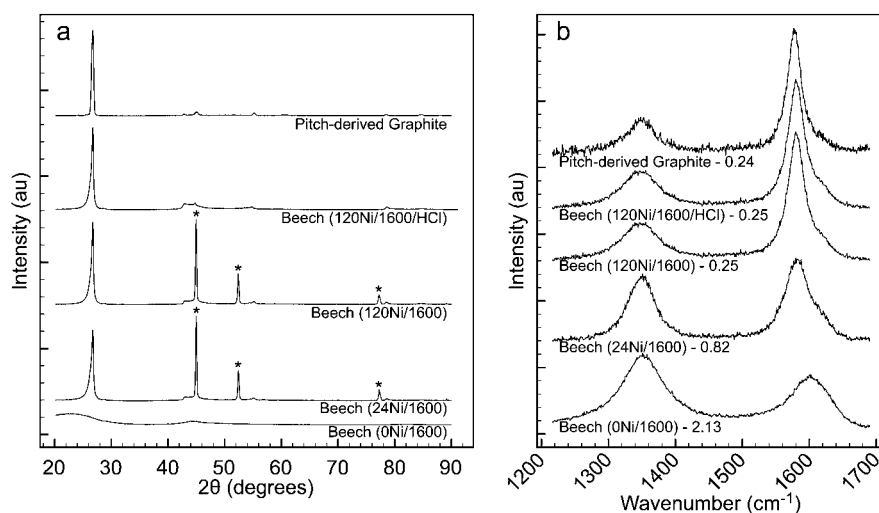 a
Intensity (au)
Pitch-derived Graphite
Beech (120Ni/1600/HCl)
*
*
*
Beech (120Ni/1600)
*
*
*
Beech (24Ni/1600)
Beech (0Ni/1600)
20 30 40 50 60 70 80 90
2θ (degrees)
b
Intensity (au)
Pitch-derived Graphite - 0.24
Beech (120Ni/1600/HCl) - 0.25
Beech (120Ni/1600) - 0.25
Beech (24Ni/1600) - 0.82
Beech (0Ni/1600) - 2.13
1200 1300 1400 1500 1600 1700
Wavenumber (cm⁻¹)